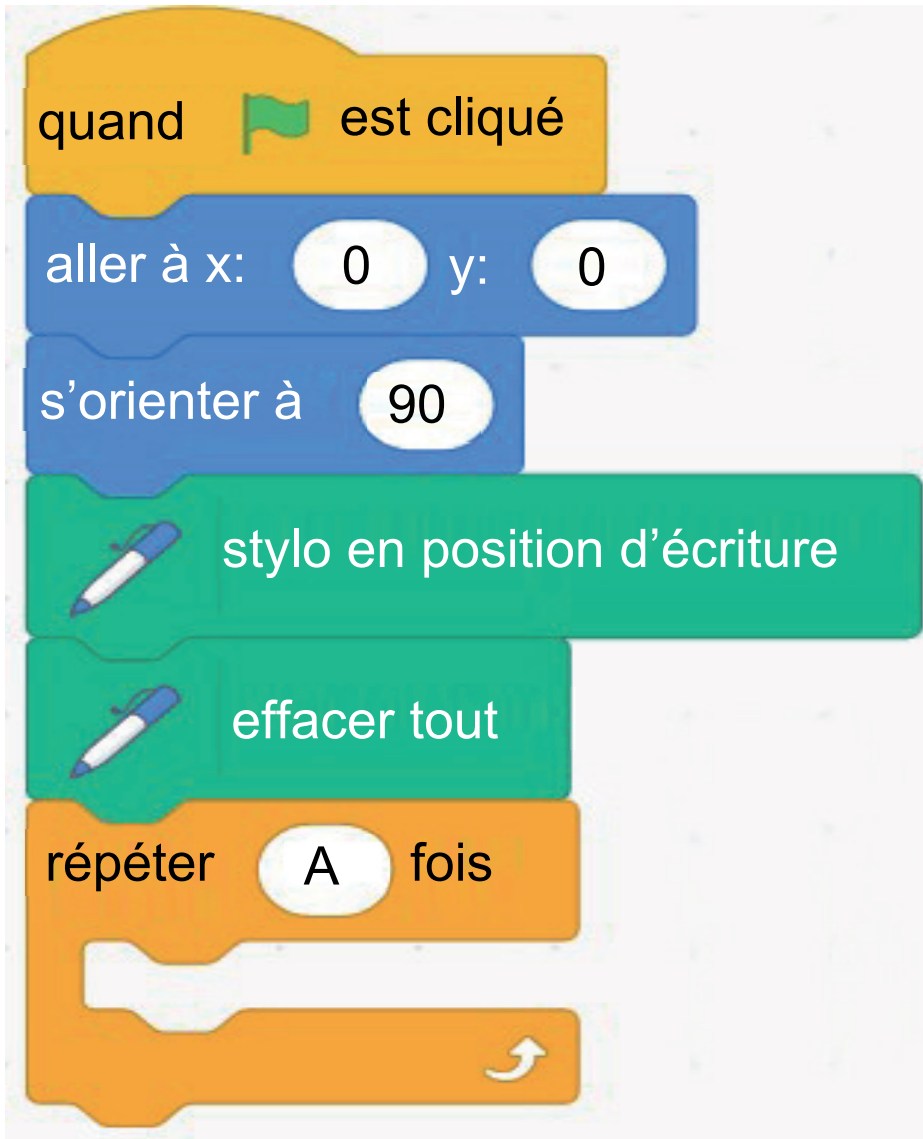 quand est cliqué
aller à x: 0 y: 0
s’orienter à 90
stylo en position d’écriture
effacer tout
répéter A fois